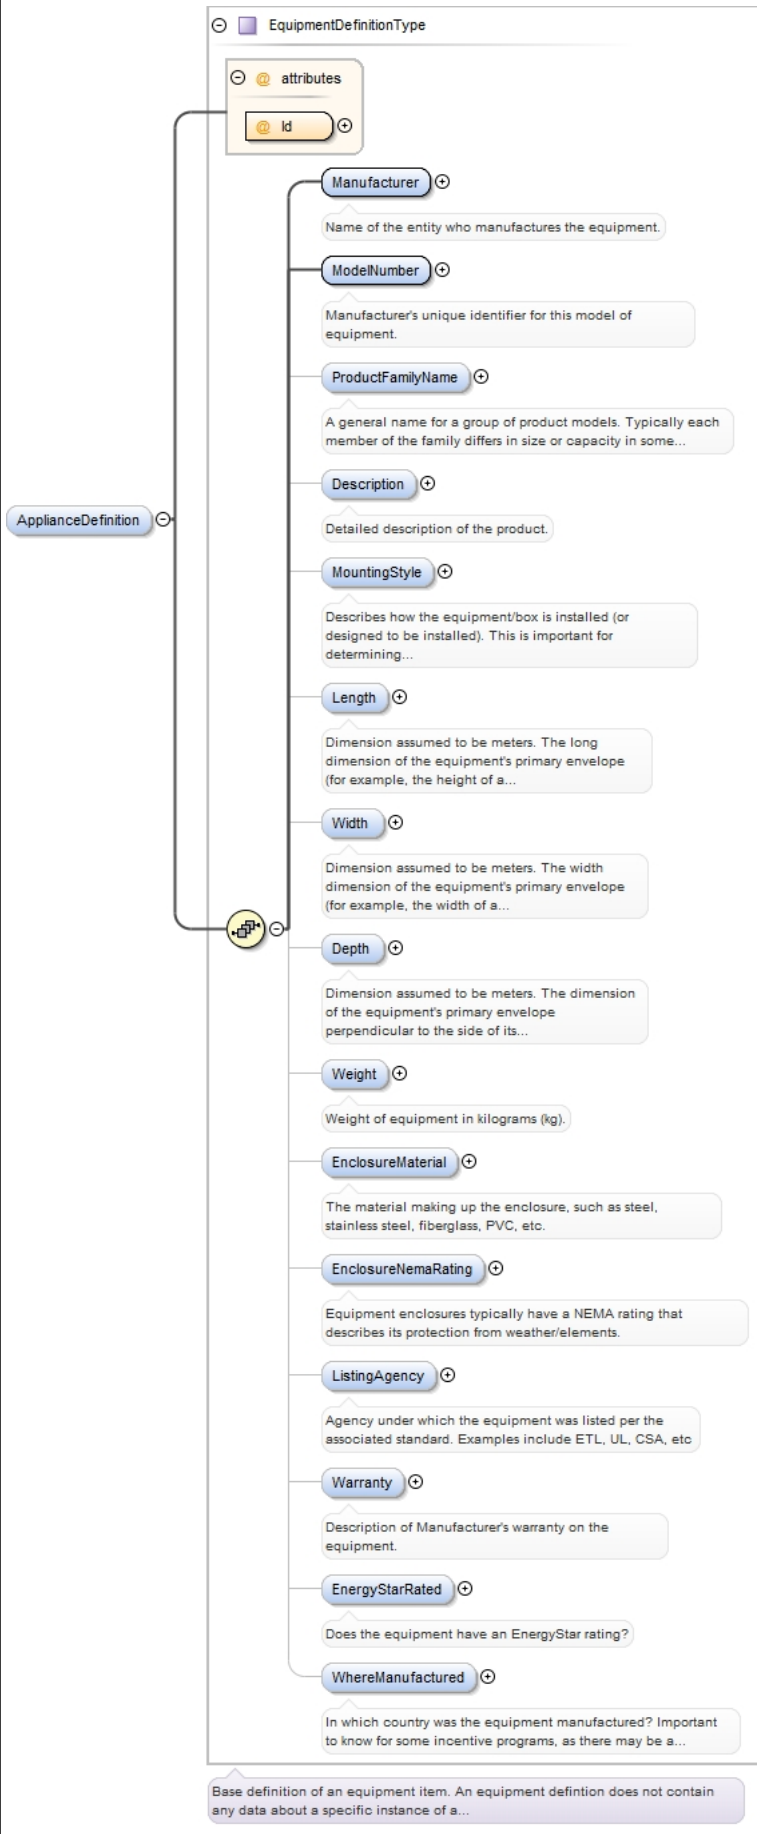 EquipmentDefinitionType
@ attributes
@ Id
Manufacturer
Name of the entity who manufactures the equipment.
ModelNumber
Manufacturer's unique identifier for this model of
equipment.
ProductFamilyName
A general name for a group of product models. Typically each
member of the family differs in size or capacity in some...
Description
Detailed description of the product.
ApplianceDefinition
MountingStyle
Describes how the equipment/box is installed (or
designed to be installed). This is important for
determining...
Length
Dimension assumed to be meters. The long
dimension of the equipment's primary envelope
(for example, the height of a...
Width
Dimension assumed to be meters. The width
dimension of the equipment's primary envelope
(for example, the width of a...
Depth
Dimension assumed to be meters. The dimension
of the equipment's primary envelope
perpendicular to the side of its...
Weight
Weight of equipment in kilograms (kg).
EnclosureMaterial
The material making up the enclosure, such as steel,
stainless steel, fiberglass, PVC, etc.
EnclosureNemaRating
Equipment enclosures typically have a NEMA rating that
describes its protection from weather/elements.
ListingAgency
Agency under which the equipment was listed per the
associated standard. Examples include ETL, UL, CSA, etc
Warranty
Description of Manufacturer's warranty on the
equipment.
EnergyStarRated
Does the equipment have an EnergyStar rating?
WhereManufactured
In which country was the equipment manufactured? Important
to know for some incentive programs, as there may be a...
Base definition of an equipment item. An equipment defintion does not contain
any data about a specific instance of a...